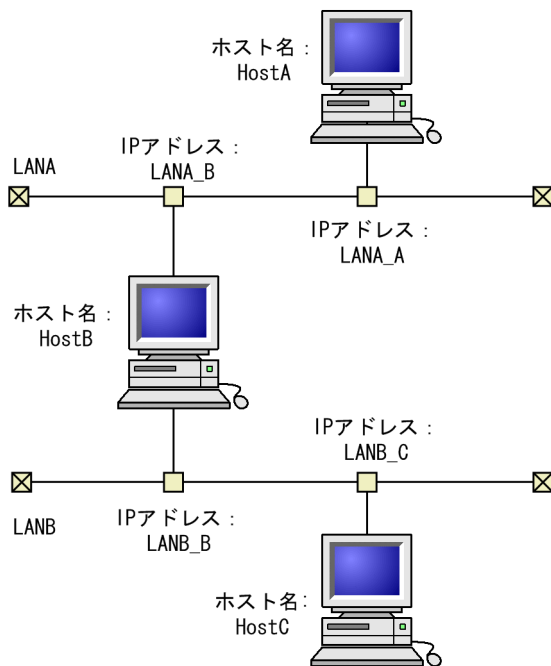 ホスト名：
HostA
IPアドレス：
LANA_B
LANA
IPアドレス：
LANA_A
ホスト名：
HostB
IPアドレス：
LANB_C
LANB
IPアドレス：
LANB_B
ホスト名：
HostC